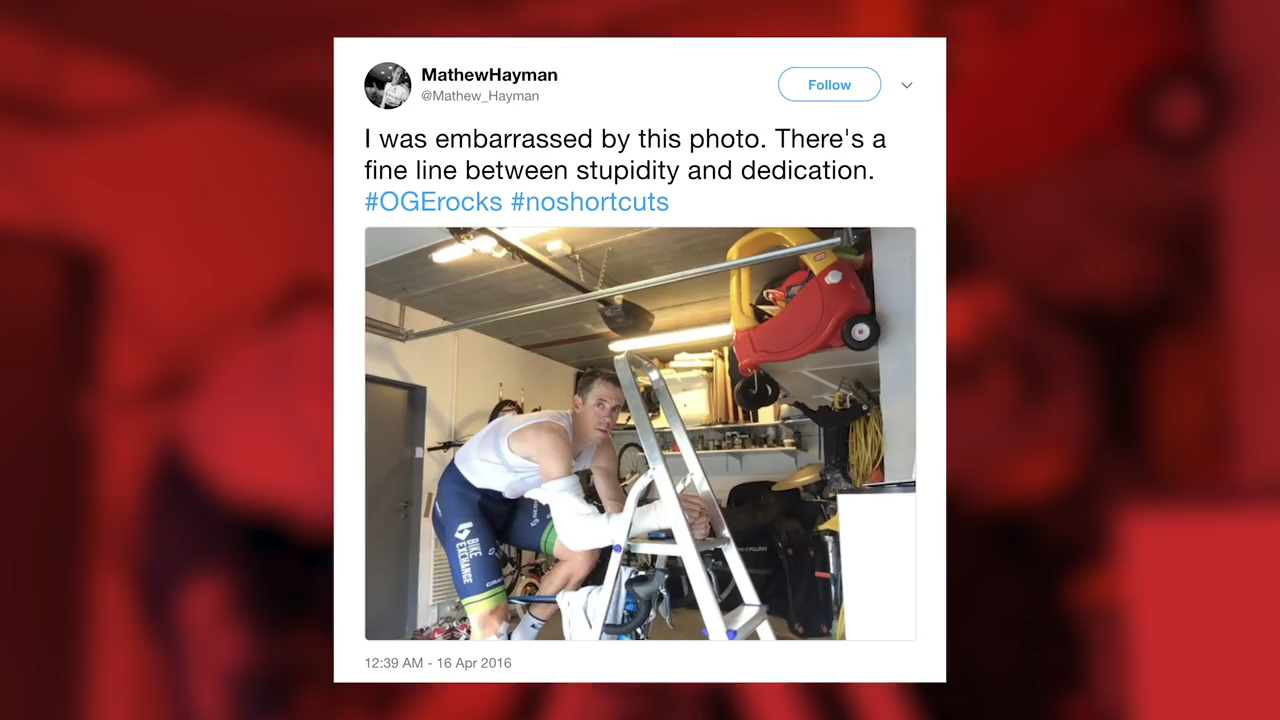 MathewHayman
@Mathew_Hayman
Follow
I was embarrassed by this photo. There's a
fine line between stupidity and dedication.
#OGErocks #noshortcuts
BIKE
EXCHANGE
12:39 AM - 16 Apr 2016